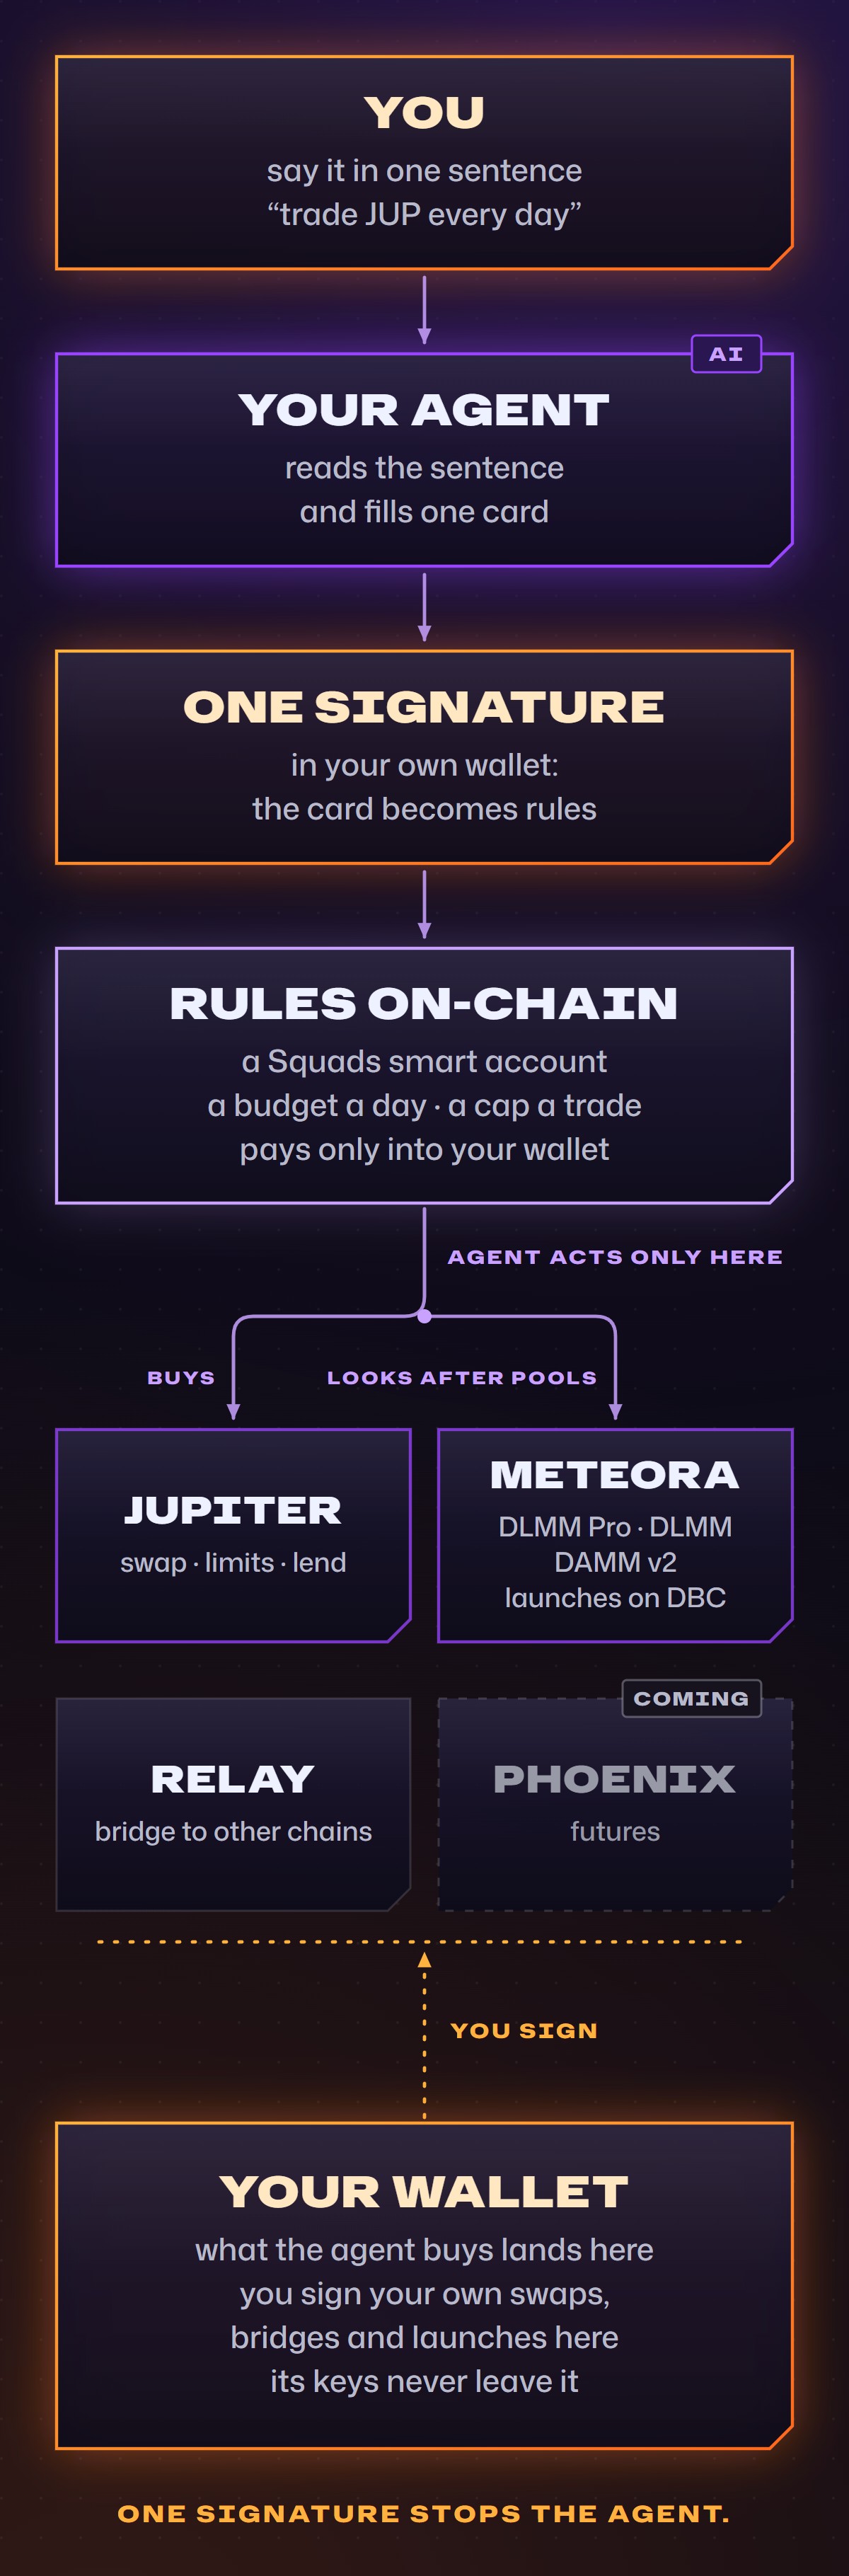 YOU
say it in one sentence
“trade JUP every day”
AI
YOUR AGENT
reads the sentence
and fills one card
ONE SIGNATURE
in your own wallet:
the card becomes rules
RULES ON-CHAIN
a Squads smart account
a budget a day · a cap a trade
pays only into your wallet
AGENT ACTS ONLY HERE
BUYS
LOOKS AFTER POOLS
JUPITER
swap · limits · lend
METEORA
DLMM Pro · DLMM
DAMM v2
launches on DBC
RELAY
bridge to other chains
COMING
PHOENIX
futures
YOU SIGN
YOUR WALLET
what the agent buys lands here
you sign your own swaps,
bridges and launches here
its keys never leave it
ONE SIGNATURE STOPS THE AGENT.